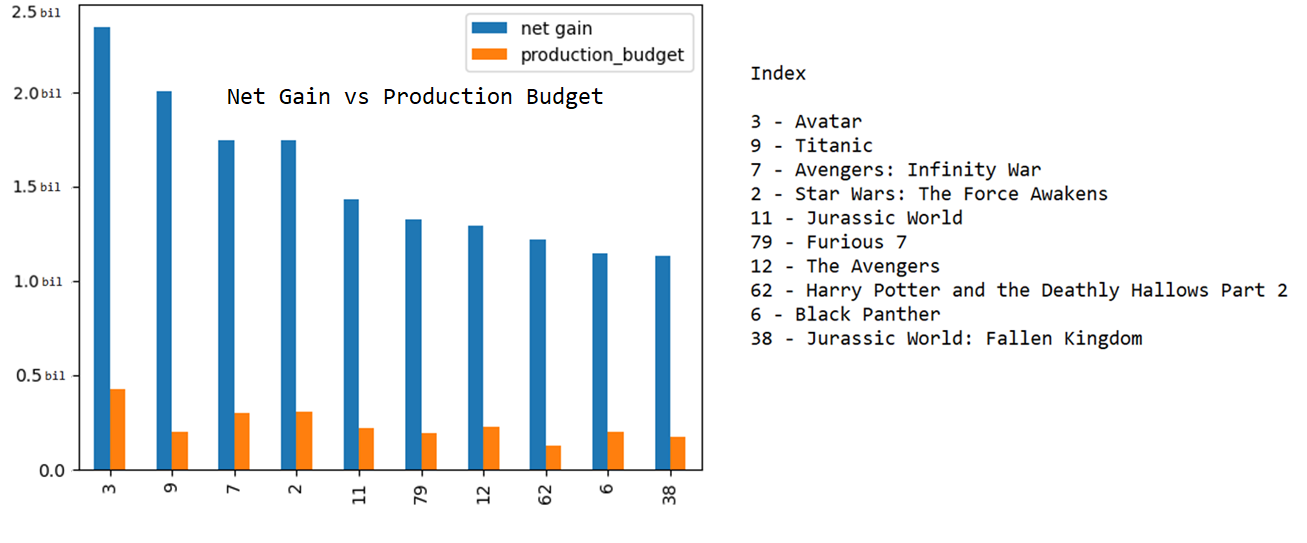 2.5 bil
2.0 bil
1.5 bil
1.0 bil
0.5 bil
0.0
net gain
production_budget
Net Gain vs Production Budget
3
9
7
2
11
79
12
62
6
38
Index
3 - Avatar
9 - Titanic
7 - Avengers: Infinity War
2 - Star Wars: The Force Awakens
11 - Jurassic World
79 - Furious 7
12 - The Avengers
62 - Harry Potter and the Deathly Hallows Part 2
6 - Black Panther
38 - Jurassic World: Fallen Kingdom